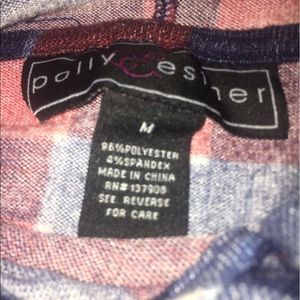 polly & esther
M
96%POLYESTER
4%SPANDEX
MADE IN CHINA
RN# 137908
SEE REVERSE
FOR CARE